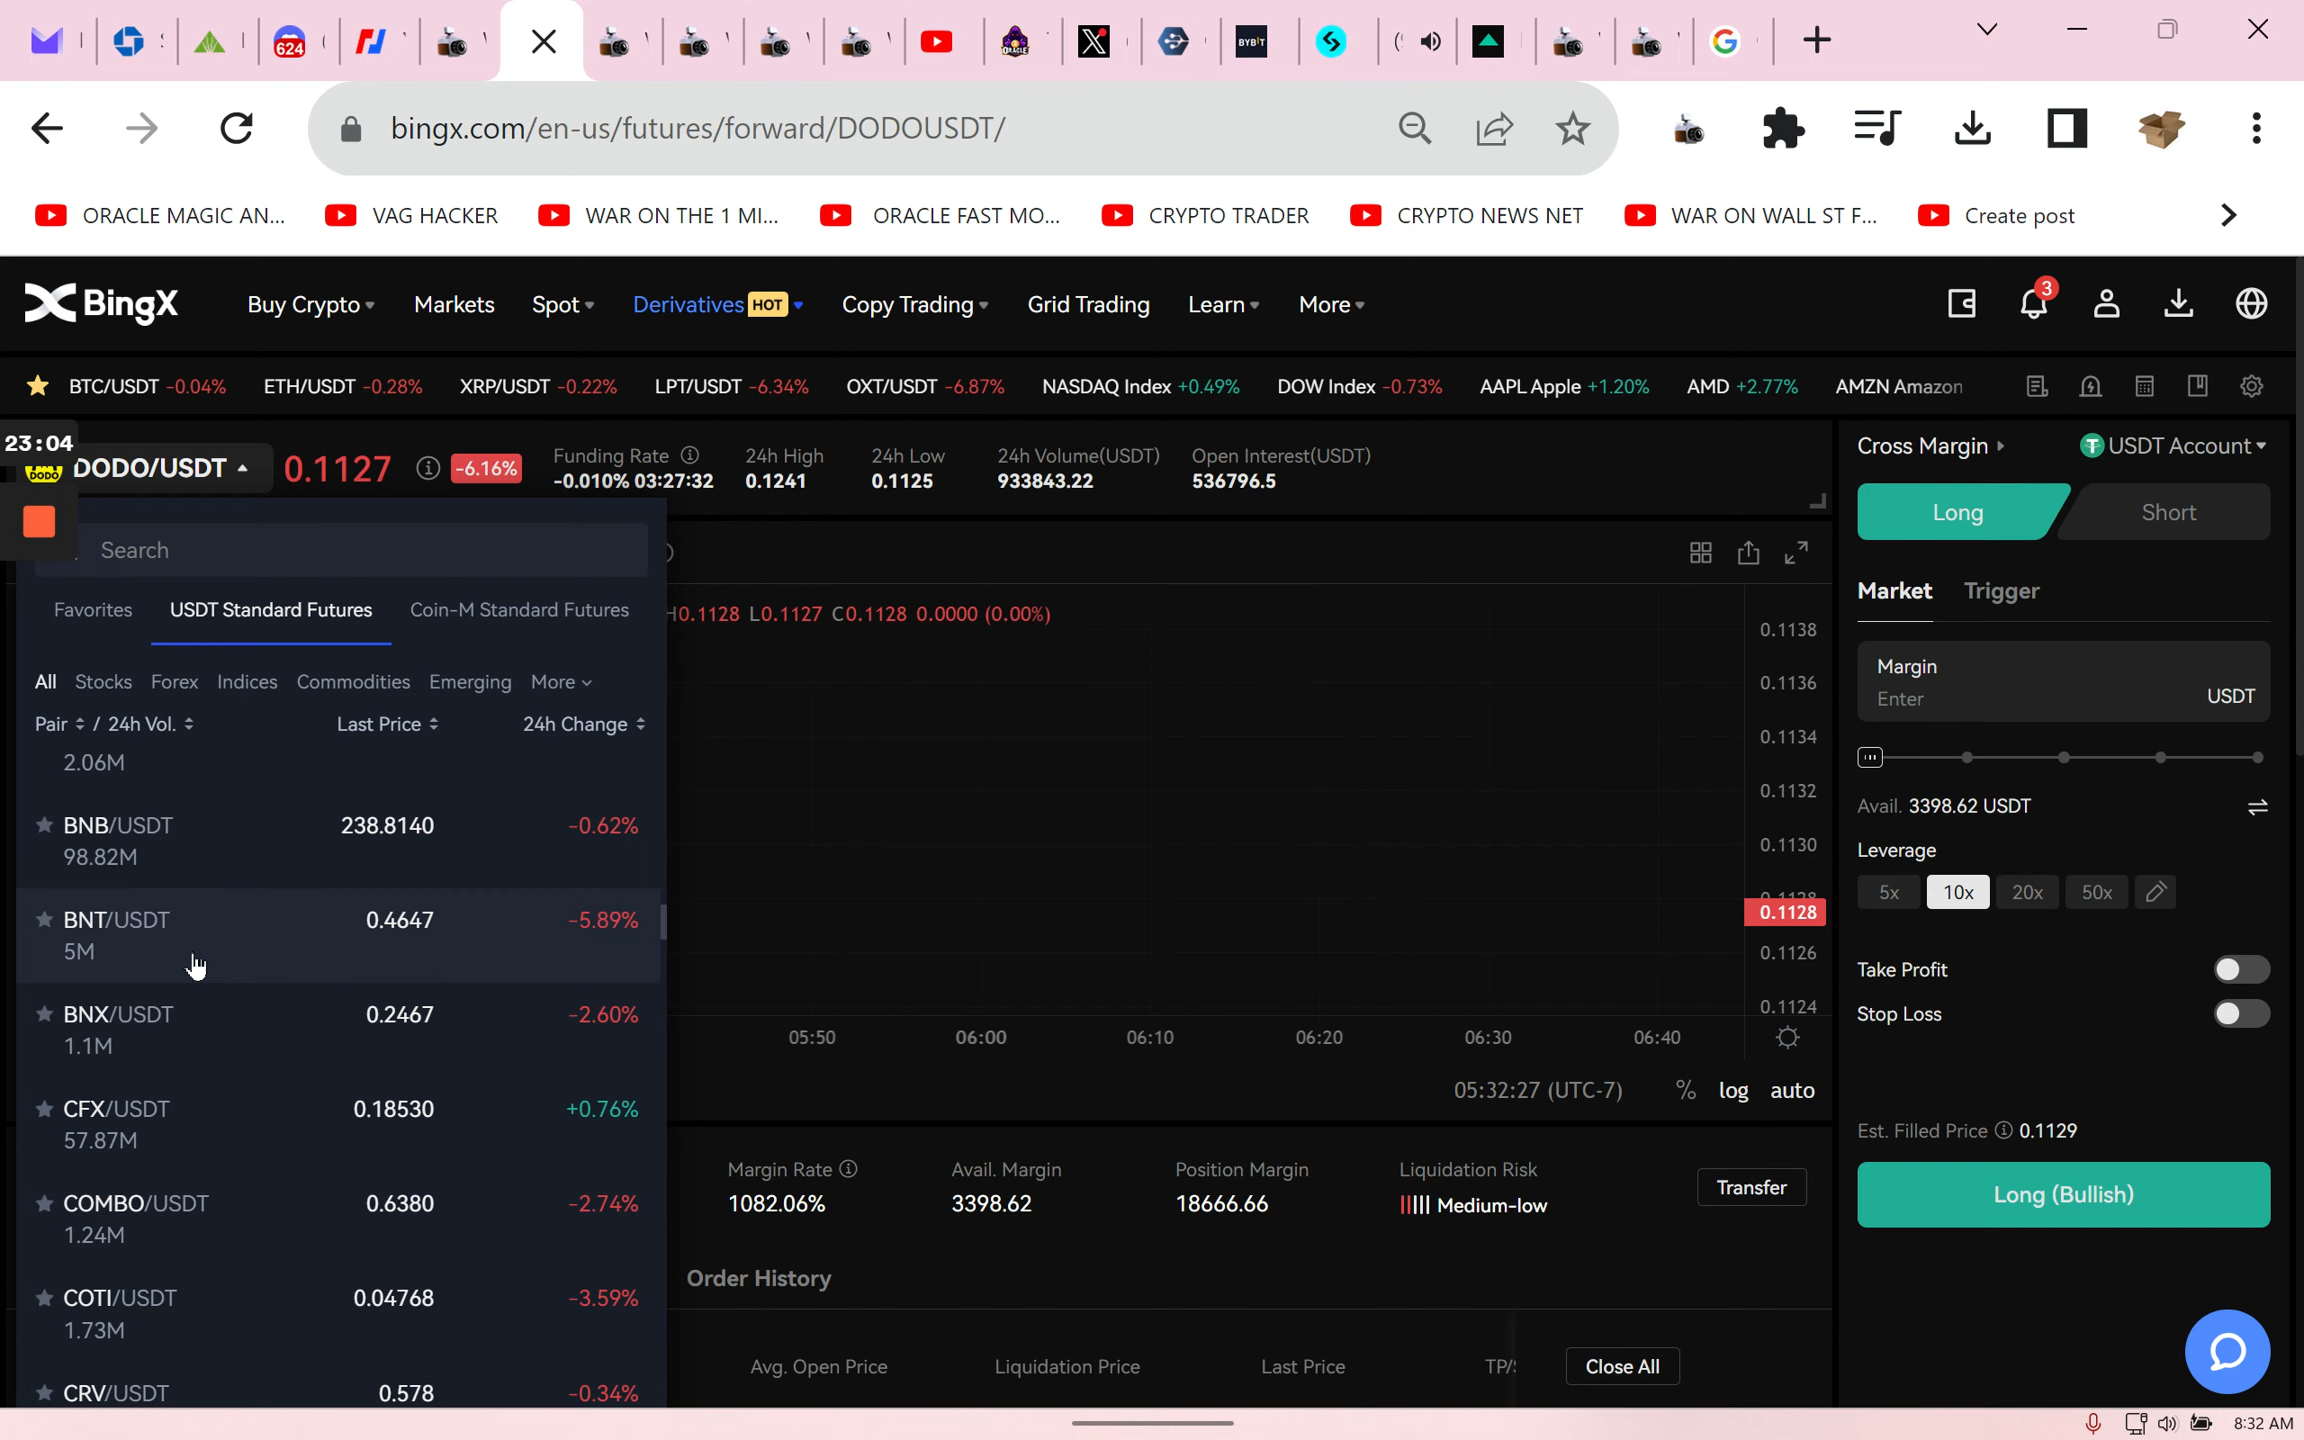 624
BYBIT
bingx.com/en-us/futures/forward/DODOUSDT/
ORACLE MAGIC AN... VAG HACKER WAR ON THE 1 MI... ORACLE FAST MO... CRYPTO TRADER CRYPTO NEWS NET WAR ON WALL ST F... Create post
BingX Buy Crypto Markets Spot Derivatives HOT Copy Trading Grid Trading Learn More 3
BTC/USDT -0.04% ETH/USDT -0.28% XRP/USDT -0.22% LPT/USDT -6.34% OXT/USDT -6.87% NASDAQ Index +0.49% DOW Index -0.73% AAPL Apple +1.20% AMD +2.77% AMZN Amazon
23:04
DODO/USDT 0.1127 -6.16%
Funding Rate 24h High 24h Low 24h Volume(USDT) Open Interest(USDT)
-0.010% 03:27:32 0.1241 0.1125 933843.22 536796.5
Search
Favorites USDT Standard Futures Coin-M Standard Futures
All Stocks Forex Indices Commodities Emerging More
Pair / 24h Vol. Last Price 24h Change
2.06M
BNB/USDT 238.8140 -0.62%
98.82M
BNT/USDT 0.4647 -5.89%
5M
BNX/USDT 0.2467 -2.60%
1.1M
CFX/USDT 0.18530 +0.76%
57.87M
COMBO/USDT 0.6380 -2.74%
1.24M
COTI/USDT 0.04768 -3.59%
1.73M
CRV/USDT 0.578 -0.34%
H0.1128 L0.1127 C0.1128 0.0000 (0.00%)
0.1138
0.1136
0.1134
0.1132
0.1130
0.1128
0.1128
0.1126
0.1124
05:50 06:00 06:10 06:20 06:30 06:40
05:32:27 (UTC-7) % log auto
Margin Rate Avail. Margin Position Margin Liquidation Risk
1082.06% 3398.62 18666.66 Medium-low
Transfer
Order History
Avg. Open Price Liquidation Price Last Price TP/S Close All
Cross Margin USDT Account
Long Short
Market Trigger
Margin
Enter USDT
Avail. 3398.62 USDT
Leverage
5x 10x 20x 50x
Take Profit
Stop Loss
Est. Filled Price 0.1129
Long (Bullish)
8:32 AM